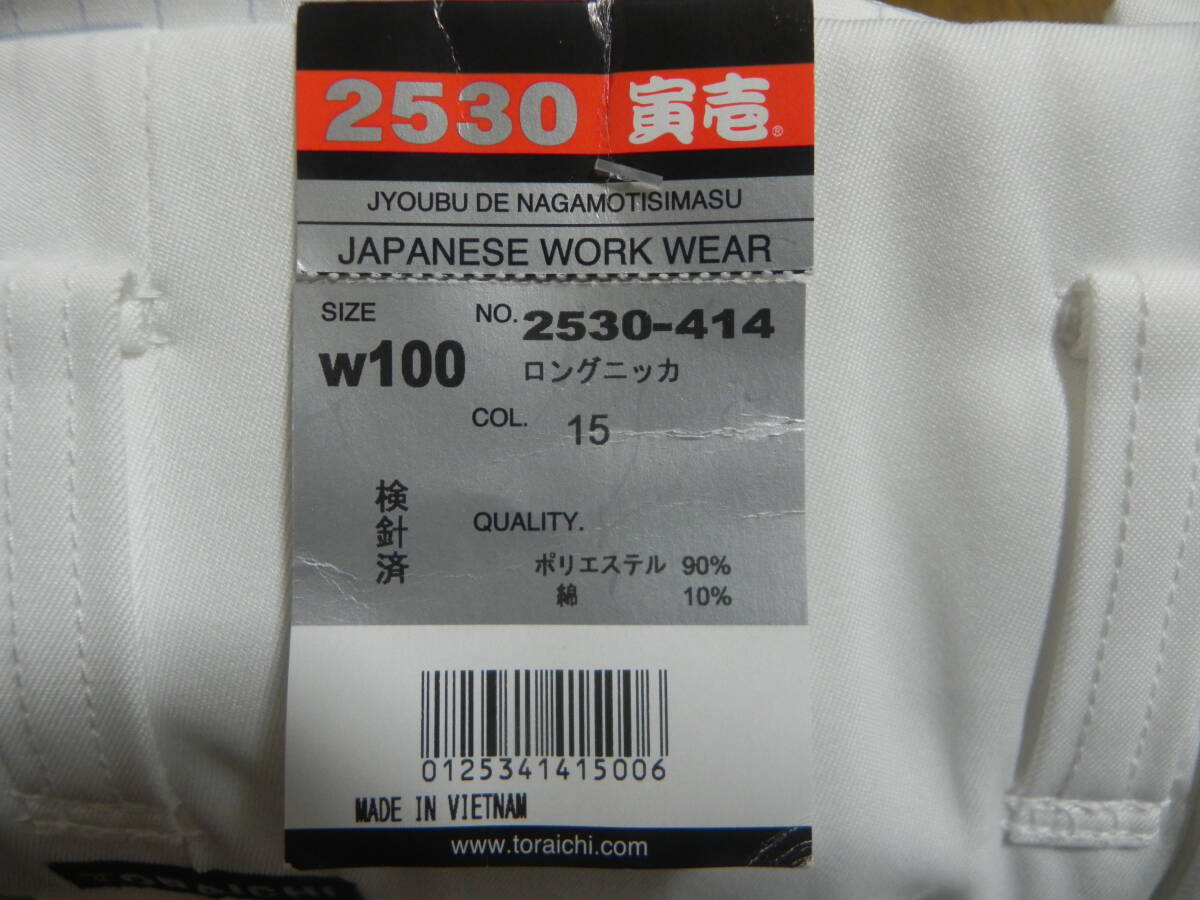 2530 寅壱®
JYOUBU DE NAGAMOTISIMASU
JAPANESE WORK WEAR
SIZE NO. 2530-414
W100 ロングニッカ
COL. 15
検針済
QUALITY.
ポリエステル 90%
綿 10%
0125341415006
MADE IN VIETNAM
www.toraichi.com
TORAICHI